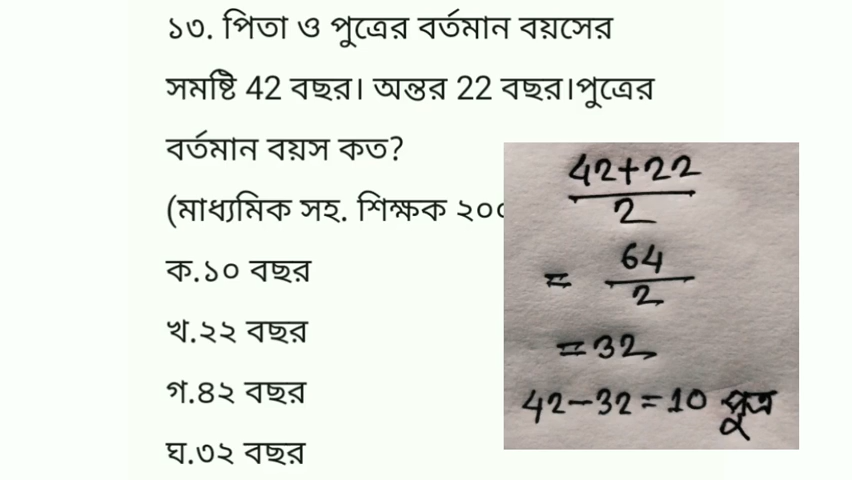 ১৩. পিতা ও পুত্রের বর্তমান বয়সের
সমষ্টি 42 বছর। অন্তর 22 বছর।পুত্রের
বর্তমান বয়স কত?
(মাধ্যমিক সহ. শিক্ষক
ক.১০ বছর
খ.২২ বছর
গ.৪২ বছর
ঘ.৩২ বছর
42+22
2
= 64
2
=32
42-32=10 পুত্র